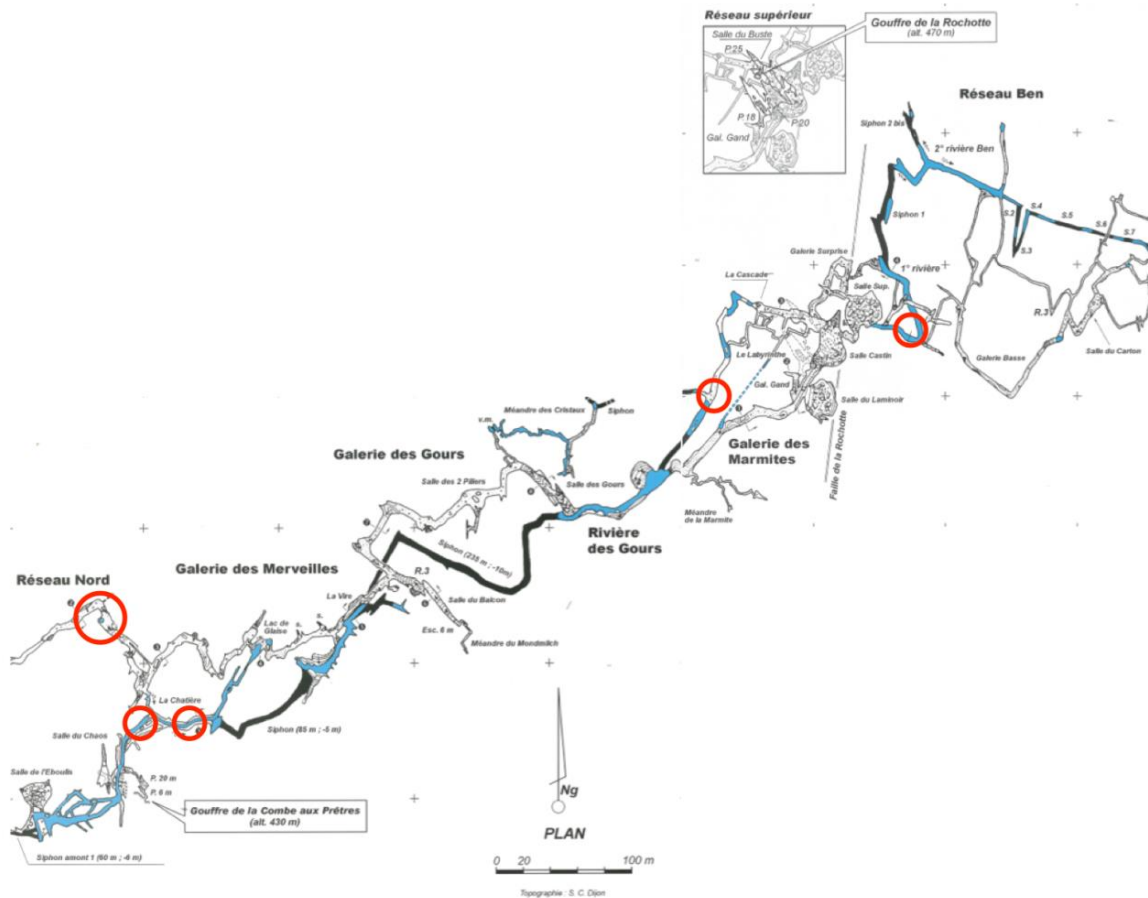 Réseau supérieur
Gouffre de la Rochotte
(alt. 470 m)
Salle du Buste
P.25
P.18
P.20
Gal. Gand
Réseau Ben
Siphon 2 bis
2° rivière Ben
Siphon 1
S.2
S.3
S.4
S.5
S.6
S.7
Galerie Surprise
1° rivière
La Cascade
Salle Sup.
R.3
Salle du Carton
Le Labyrinthe
Salle Castin
Galerie Basse
Gal. Gand
Salle du Laminoir
Siphon
Méandre des Cristaux
v.m.
Galerie des
Marmites
Faille de la Rochotte
Galerie des Gours
Salle des 2 Piliers
Salle des Gours
Méandre
de la Marmite
Rivière
des Gours
Siphon (235 m ; -10m)
Galerie des Merveilles
R.3
Réseau Nord
La Vire
Salle du Balcon
Lac de
Glaise
s.
s.
Esc. 6 m
Méandre du Mondmilch
La Chatière
Siphon (85 m ; -5 m)
Salle du Chaos
Salle de l'Eboulis
P. 20 m
P. 6 m
Gouffre de la Combe aux Prêtres
(alt. 430 m)
Ng
PLAN
Siphon amont 1 (60 m ; -6 m)
0 20 100 m
Topographie : S. C. Dijon